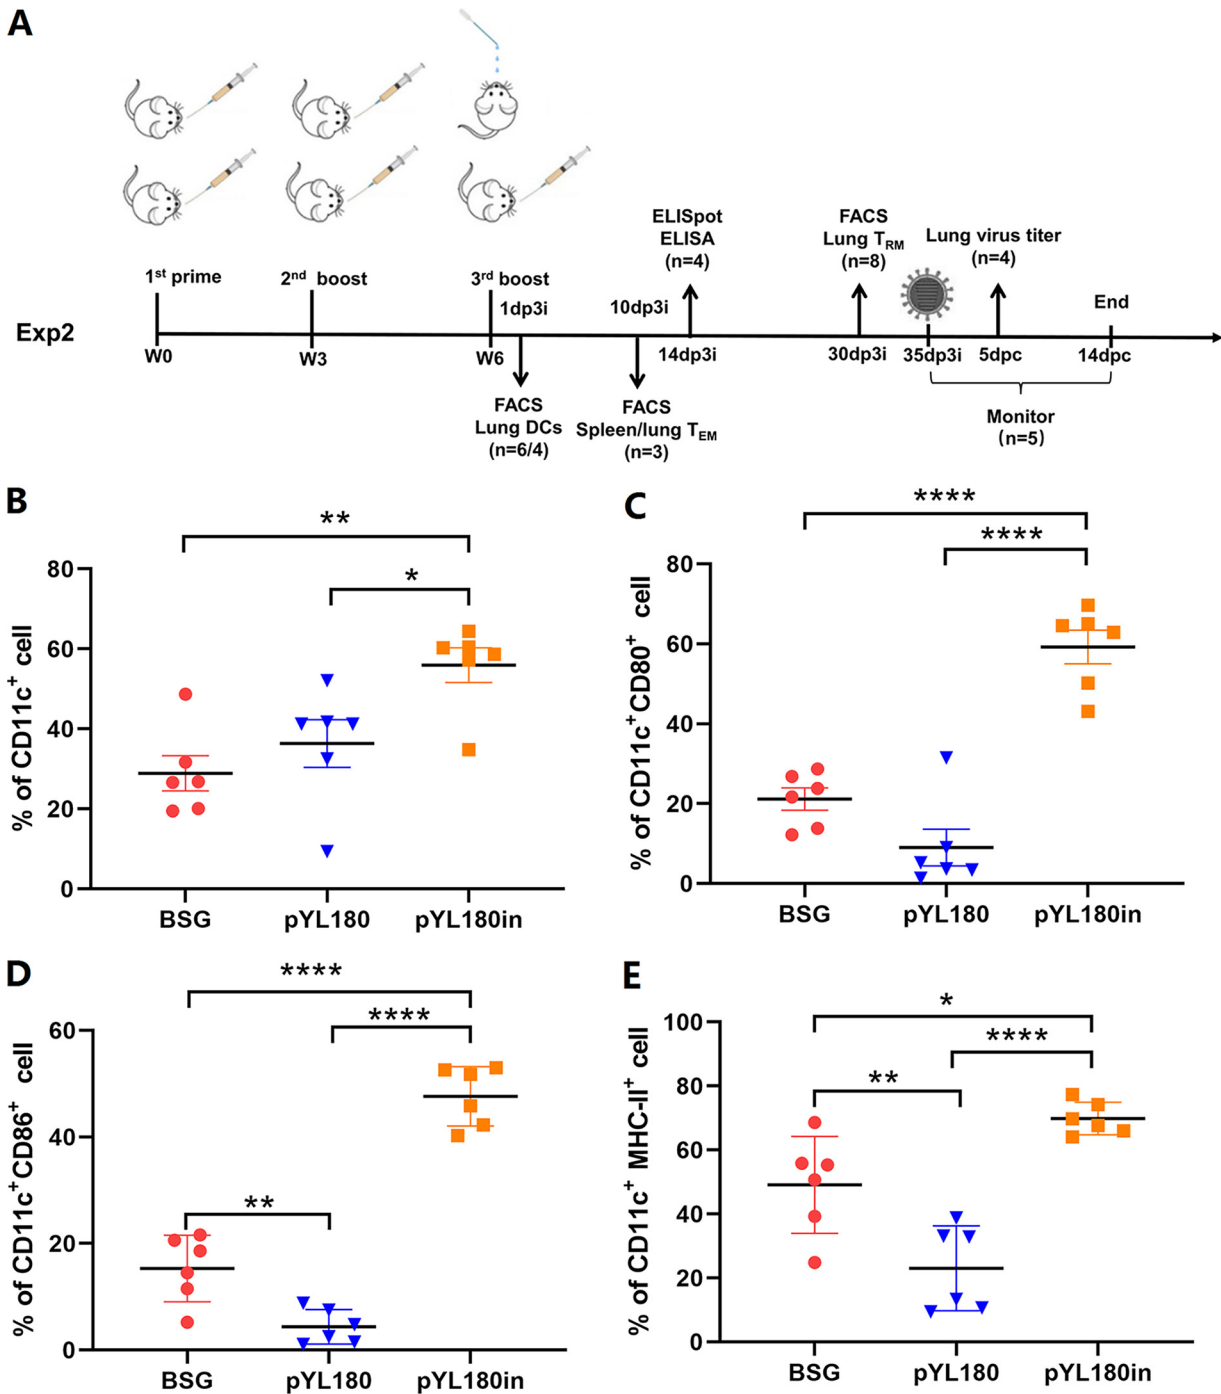 A
1st prime
2nd boost
3rd boost
1dp3i
10dp3i
ELISpot
ELISA
(n=4)
FACS
Lung TRM
(n=8)
Lung virus titer
(n=4)
End
Exp2
W0
W3
W6
14dp3i
30dp3i
35dp3i
5dpc
14dpc
FACS
Lung DCs
(n=6/4)
FACS
Spleen/lung TEM
(n=3)
Monitor
(n=5)
B
**
*
% of CD11c+ cell
80
60
40
20
0
BSG
pYL180
pYL180in
C
****
****
% of CD11c+CD80+ cell
80
60
40
20
0
BSG
pYL180
pYL180in
D
****
****
**
% of CD11c+CD86+ cell
60
40
20
0
BSG
pYL180
pYL180in
E
*
****
**
% of CD11c+ MHC-II+ cell
100
80
60
40
20
0
BSG
pYL180
pYL180in